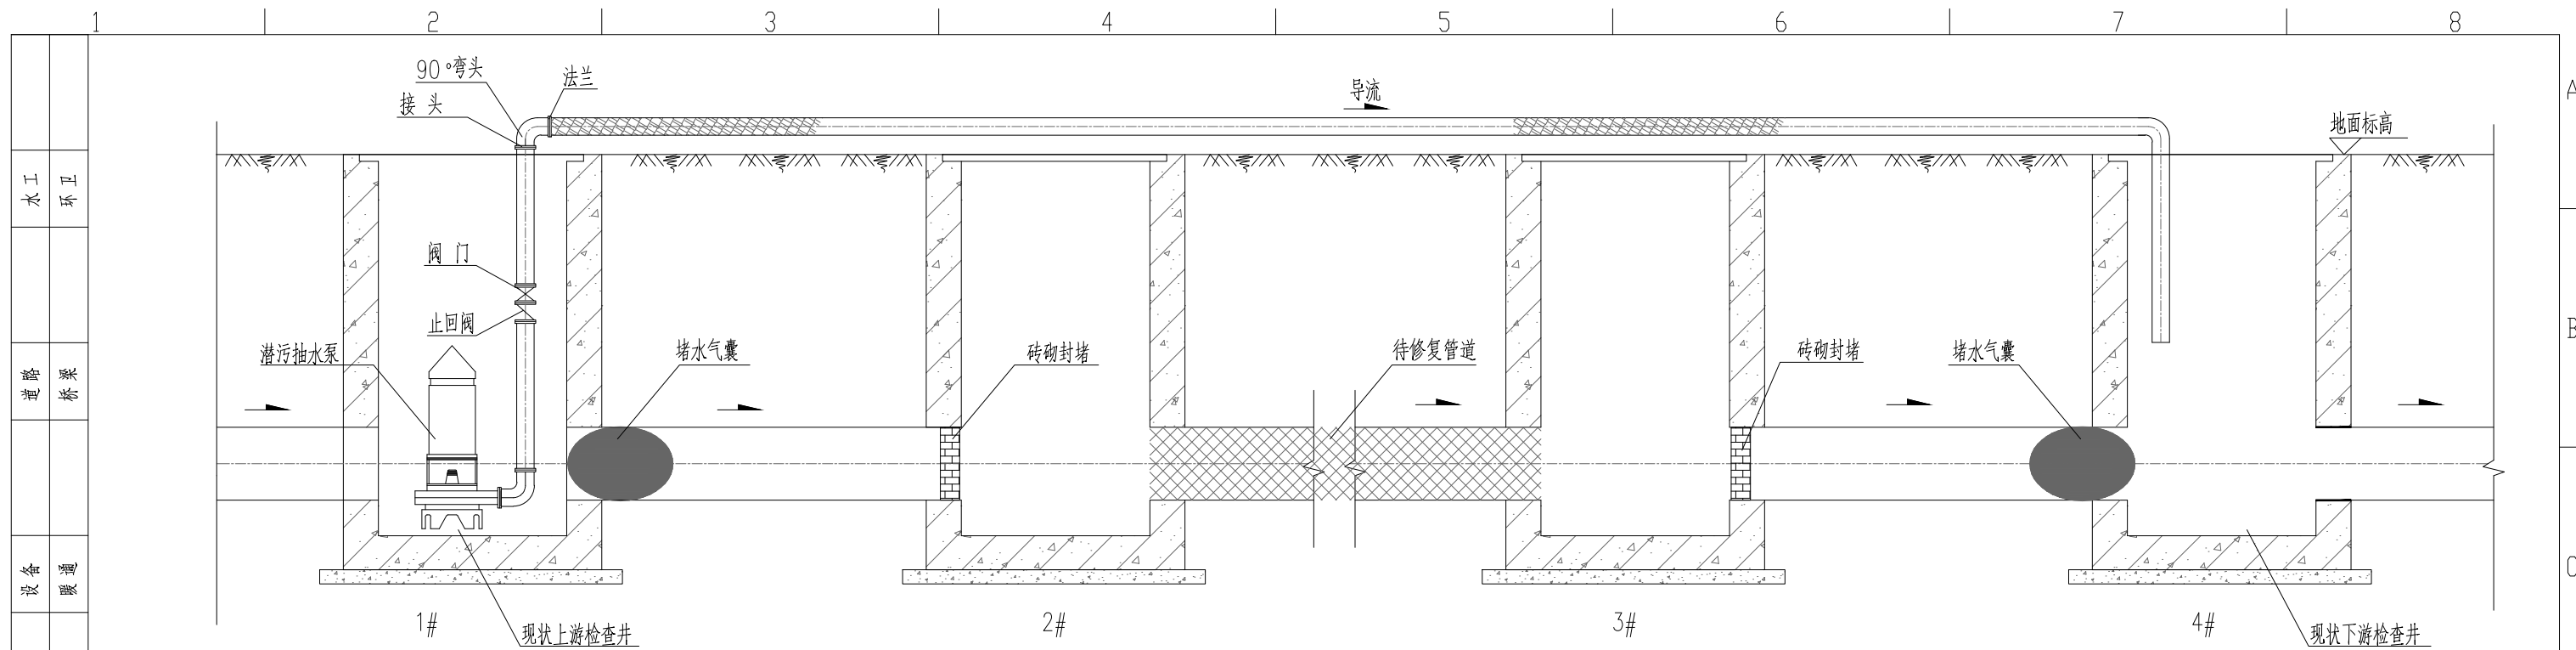 1 2 3 4 5 6 7 8
A
90°弯头
法兰
接 头
导流
地面标高
水工
环卫
阀 门
止回阀
B
潜污抽水泵
堵水气囊
砖砌封堵
待修复管道
砖砌封堵
堵水气囊
道路
桥梁
C
设备
暖通
1#
2#
3#
4#
现状上游检查井
现状下游检查井